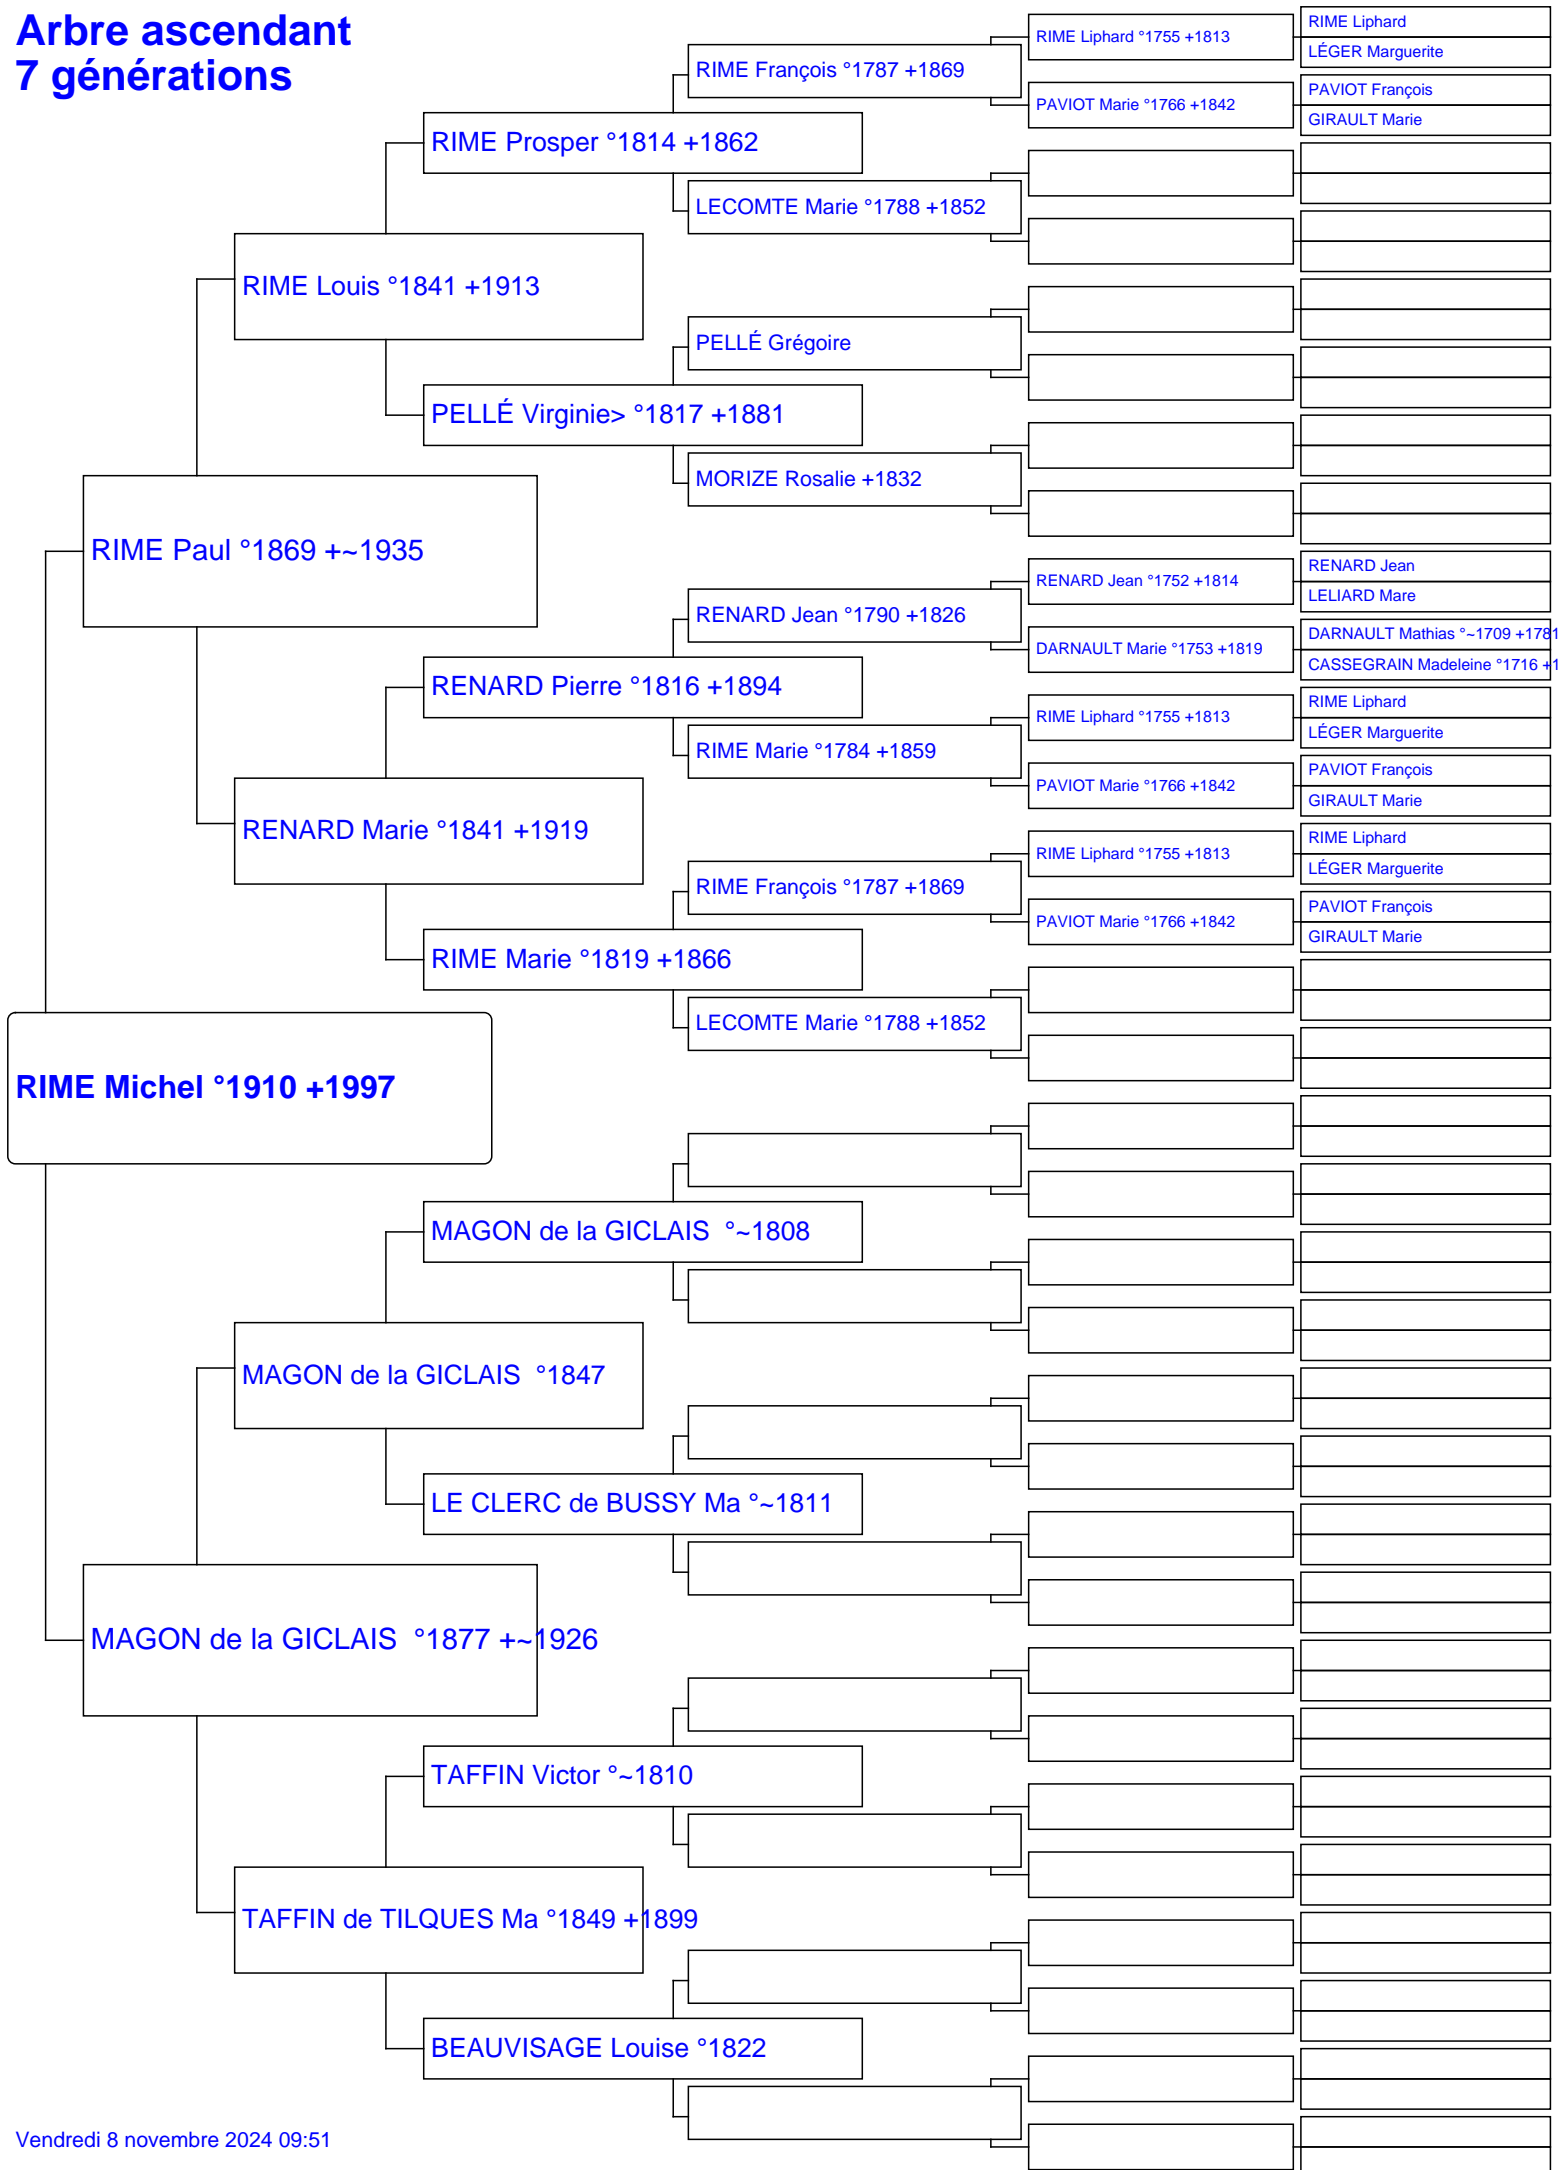 Arbre ascendant
7 générations
RIME Liphard
RIME Liphard °1755 +1813
LÉGER Marguerite
RIME François °1787 +1869
PAVIOT François
PAVIOT Marie °1766 +1842
GIRAULT Marie
RIME Prosper °1814 +1862
LECOMTE Marie °1788 +1852
RIME Louis °1841 +1913
PELLÉ Grégoire
PELLÉ Virginie> °1817 +1881
MORIZE Rosalie +1832
RIME Paul °1869 +~1935
RENARD Jean
RENARD Jean °1752 +1814
LELIARD Mare
RENARD Jean °1790 +1826
DARNAULT Mathias °~1709 +1781
DARNAULT Marie °1753 +1819
CASSEGRAIN Madeleine °1716 +1
RENARD Pierre °1816 +1894
RIME Liphard
RIME Liphard °1755 +1813
LÉGER Marguerite
RIME Marie °1784 +1859
PAVIOT François
PAVIOT Marie °1766 +1842
GIRAULT Marie
RENARD Marie °1841 +1919
RIME Liphard
RIME Liphard °1755 +1813
LÉGER Marguerite
RIME François °1787 +1869
PAVIOT François
PAVIOT Marie °1766 +1842
GIRAULT Marie
RIME Marie °1819 +1866
LECOMTE Marie °1788 +1852
RIME Michel °1910 +1997
MAGON de la GICLAIS °~1808
MAGON de la GICLAIS °1847
LE CLERC de BUSSY Ma °~1811
MAGON de la GICLAIS °1877 +~1926
TAFFIN Victor °~1810
TAFFIN de TILQUES Ma °1849 +1899
BEAUVISAGE Louise °1822
Vendredi 8 novembre 2024 09:51